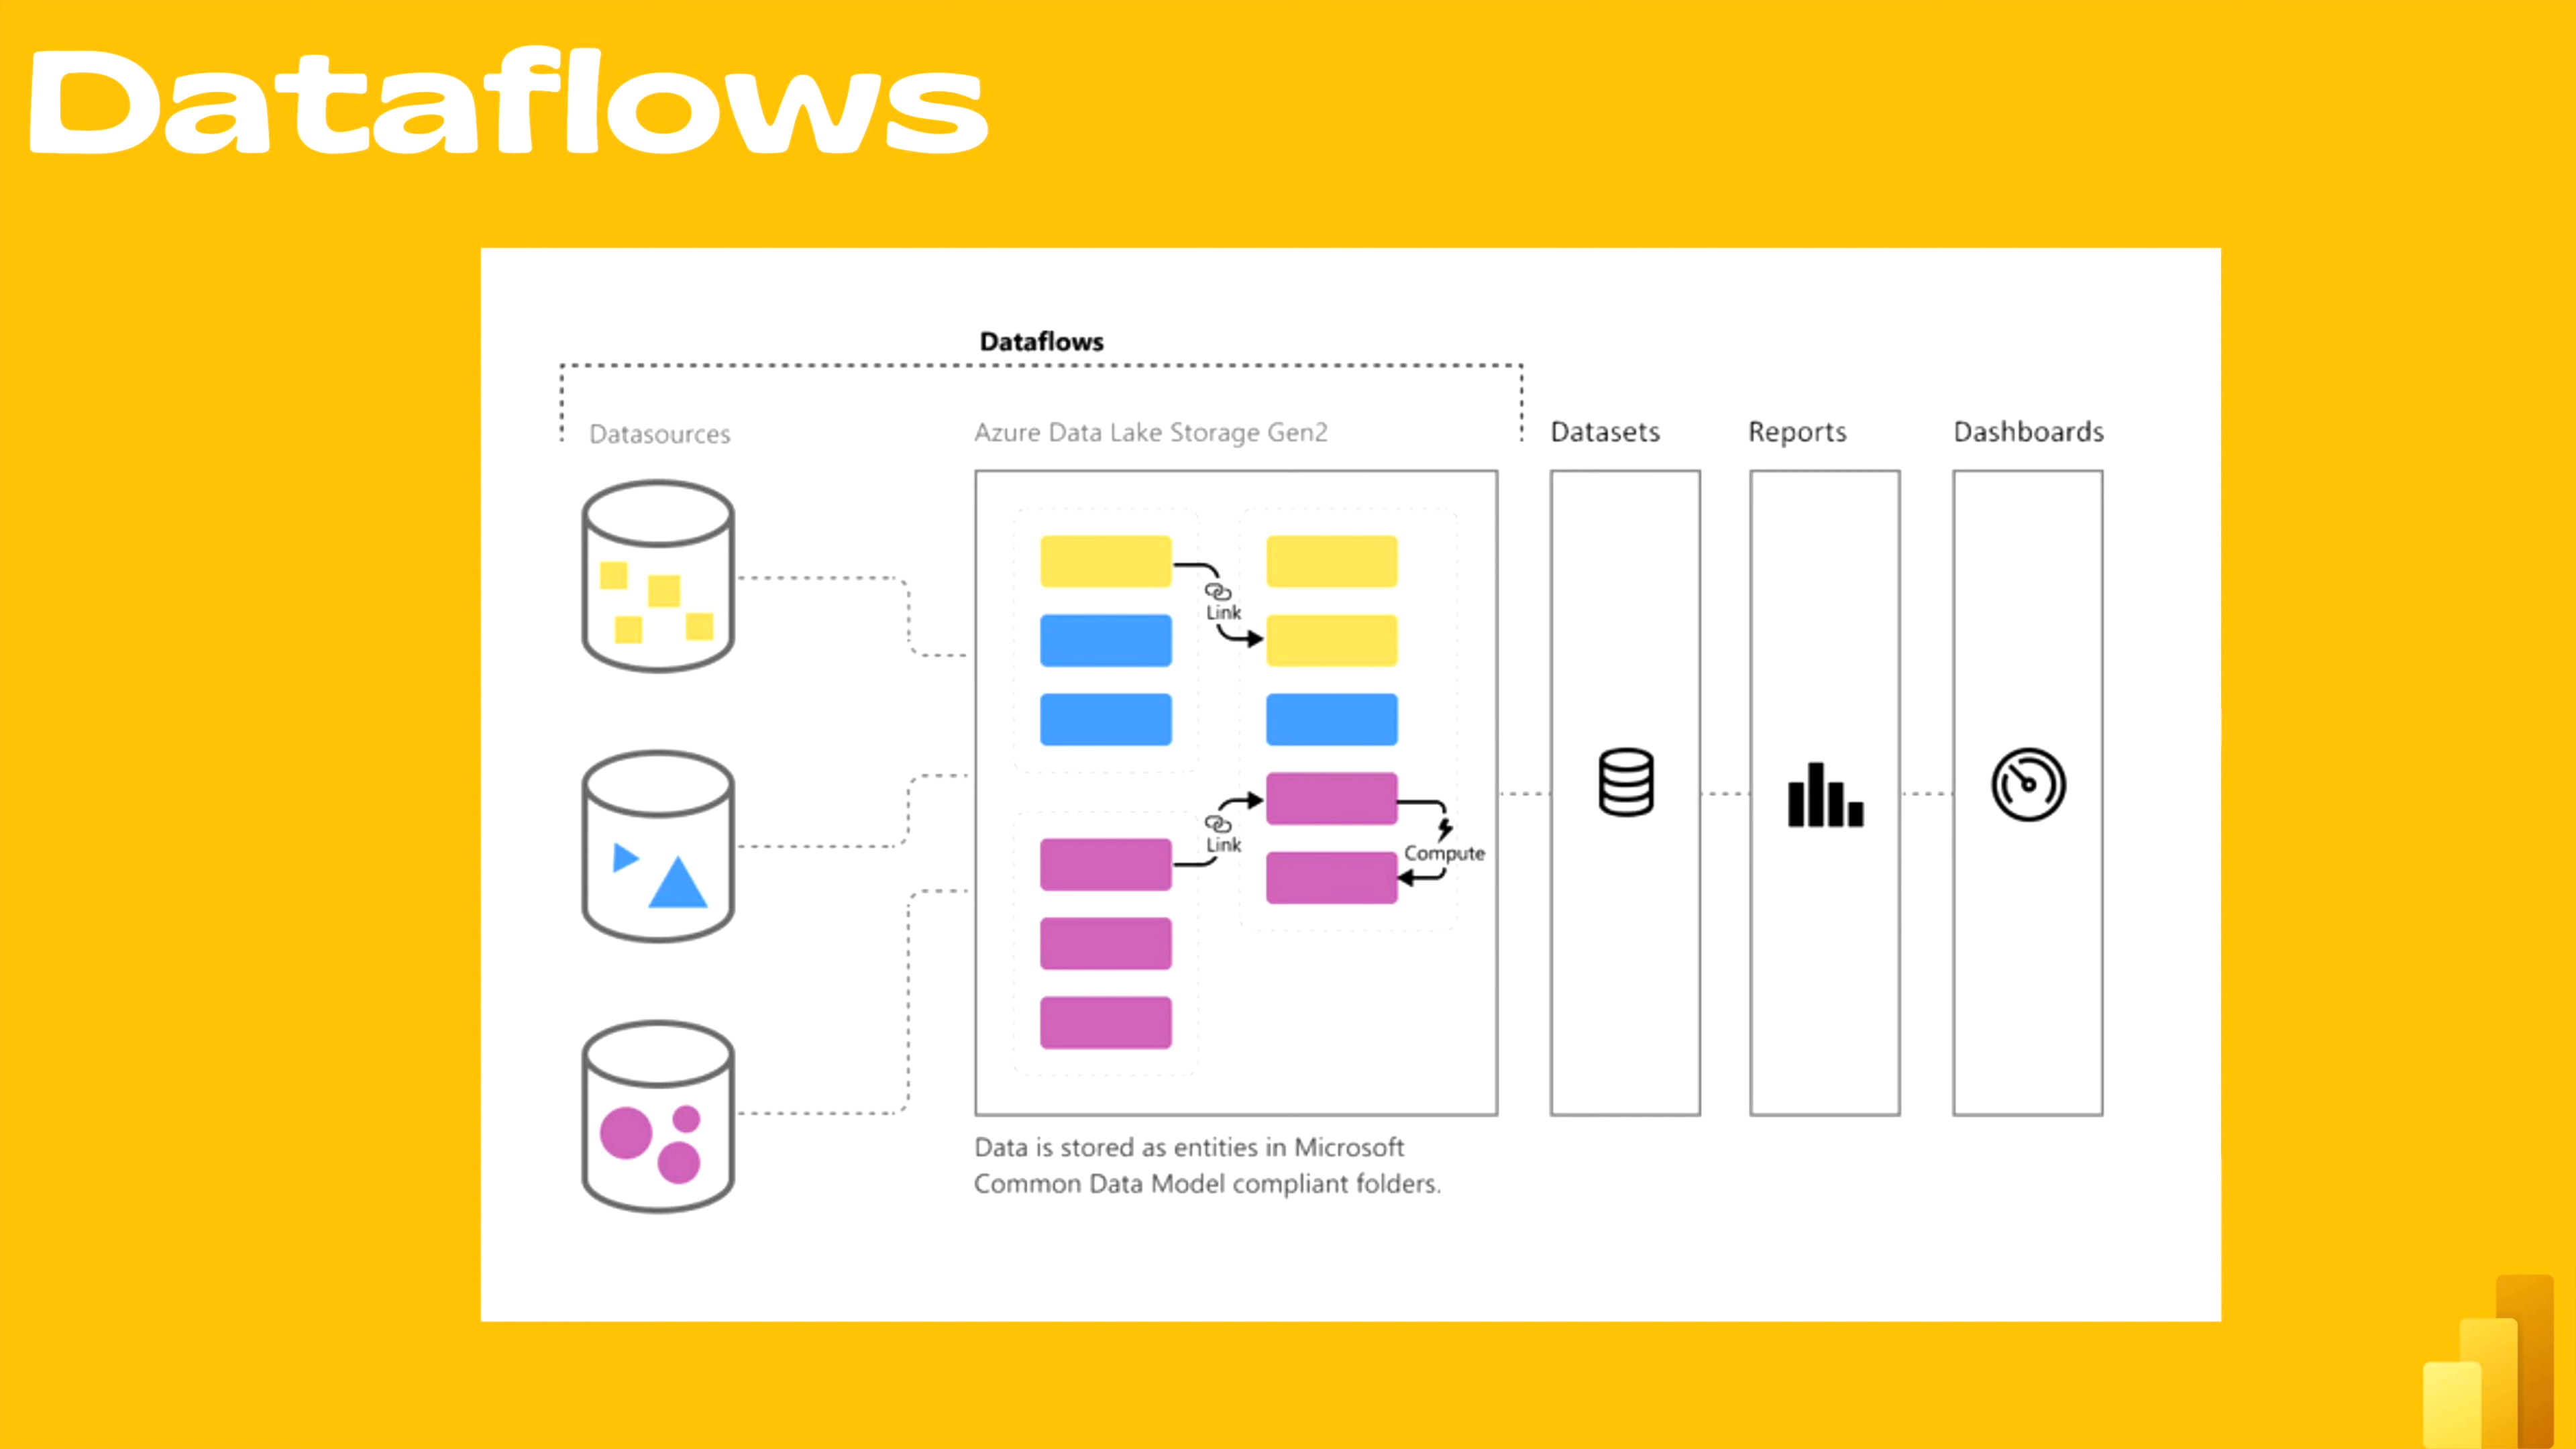 Dataflows
Dataflows
Datasources
Azure Data Lake Storage Gen2
Datasets
Reports
Dashboards
Link
Link
Compute
Data is stored as entities in Microsoft
Common Data Model compliant folders.